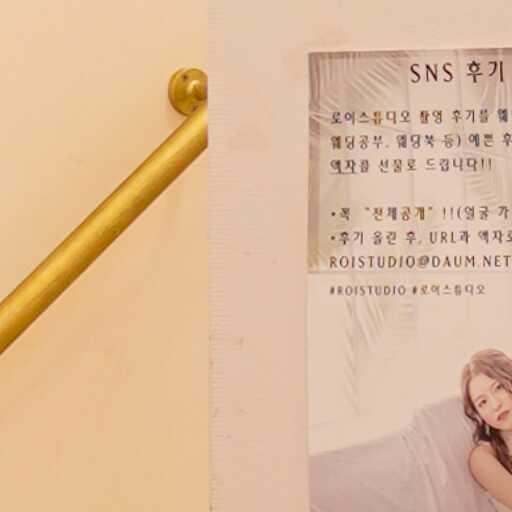 SNS 후기
로이스튜디오 촬영 후기를 웹
웨딩공부, 웨딩북 등) 예쁜 후
액자를 선물로 드립니다!!
•꼭 "전체공개" !!(얼굴 가
•후기 올린 후, URL과 액자로
ROISTUDIO@DAUM.NET
#ROISTUDIO #로이스튜디오